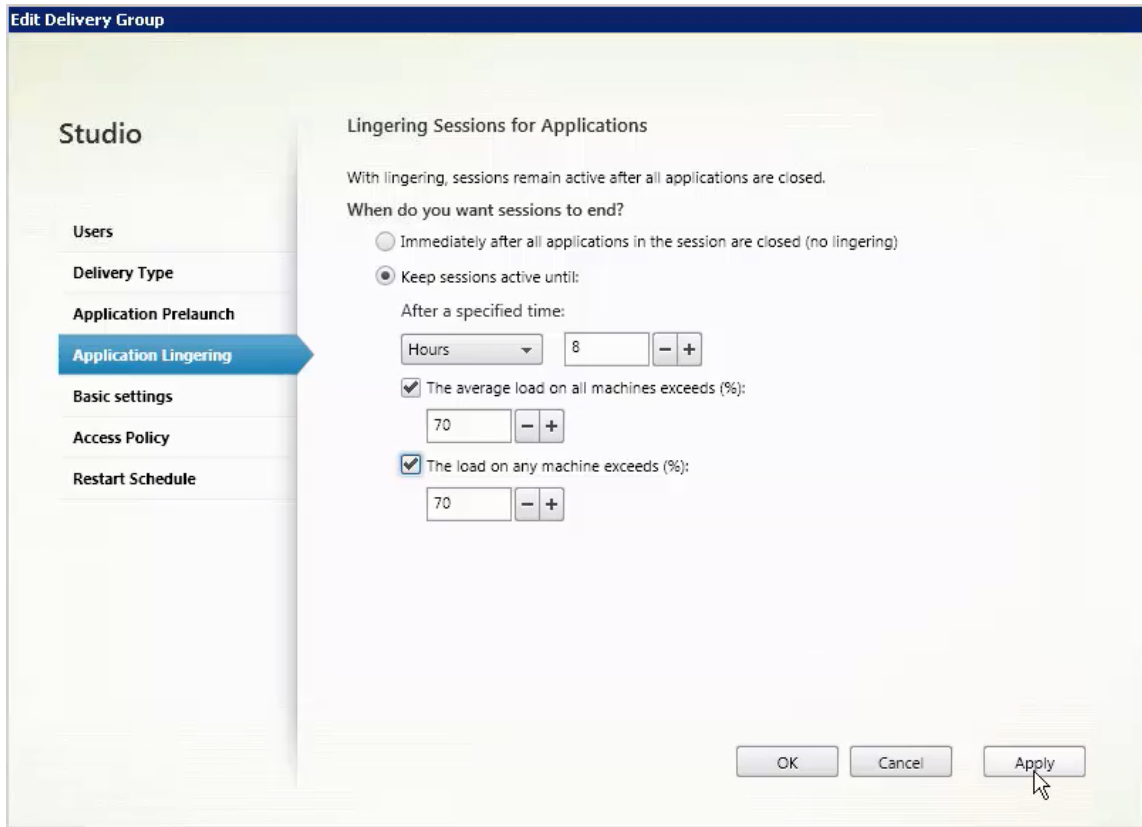 Edit Delivery Group
Studio
Users
Delivery Type
Application Prelaunch
Application Lingering
Basic settings
Access Policy
Restart Schedule
Lingering Sessions for Applications
With lingering, sessions remain active after all applications are closed.
When do you want sessions to end?
Immediately after all applications in the session are closed (no lingering)
Keep sessions active until:
After a specified time:
Hours 8 − +
The average load on all machines exceeds (%):
70 − +
The load on any machine exceeds (%):
70 − +
OK Cancel Apply